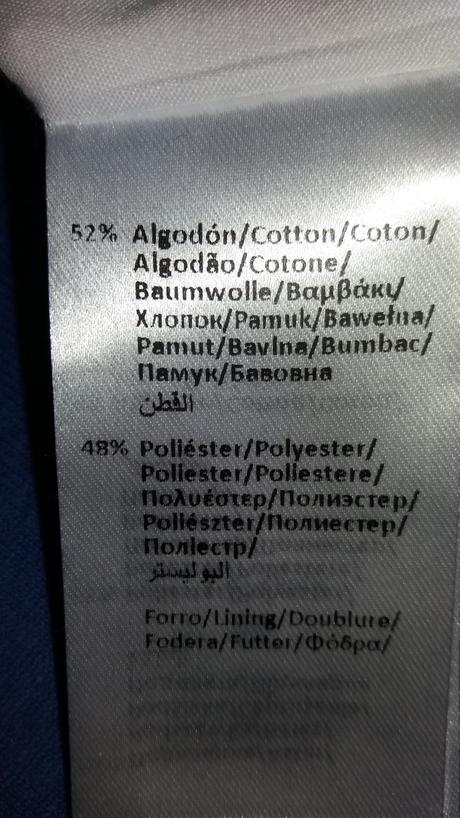 52% Algodón/Cotton/Coton/
Algodão/Cotone/
Baumwolle/Βαμβάκι/
Хлопок/Pamuk/Bawełna/
Pamut/Bavlna/Bumbac/
Памук/Бавовна
القطن
48% Poliéster/Polyester/
Poliester/Poliestere/
Πολυέστερ/Полиэстер/
Poliészter/Полиестер/
Поліестр/
البوليستر
Forro/Lining/Doublure/
Fodera/Futter/Φόδρα/